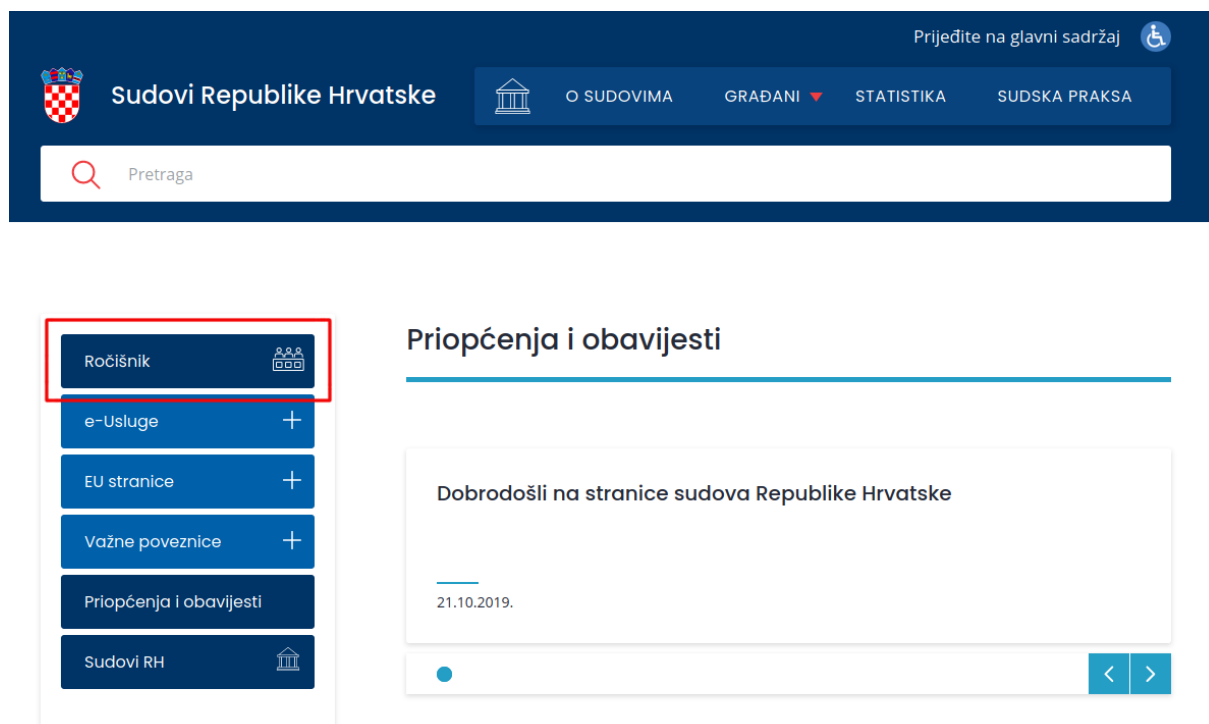 Prijeđite na glavni sadržaj
Sudovi Republike Hrvatske
O SUDOVIMA
GRAĐANI
STATISTIKA
SUDSKA PRAKSA
Pretraga
Ročišnik
e-Usluge
EU stranice
Važne poveznice
Priopćenja i obavijesti
Sudovi RH
Priopćenja i obavijesti
Dobrodošli na stranice sudova Republike Hrvatske
21.10.2019.